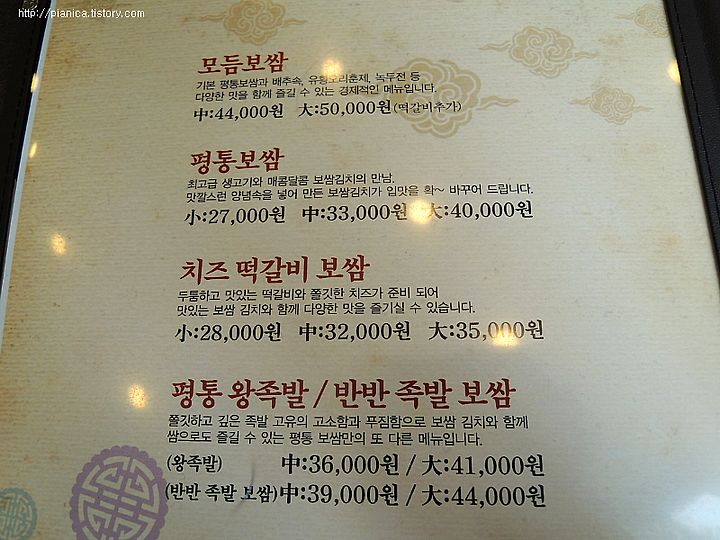 http://pianica.tistory.com
모듬보쌈
기본 평통보쌈과 배추속, 유황오리훈제, 녹두전 등
다양한 맛을 함께 즐길 수 있는 경제적인 메뉴입니다.
中:44,000원 大:50,000원(떡갈비추가)
평통보쌈
최고급 생고기와 매콤달콤 보쌈김치의 만남.
맛깔스런 양념속을 넣어 만든 보쌈김치가 입맛을 확~ 바꾸어 드립니다.
小:27,000원 中:33,000원 大:40,000원
치즈 떡갈비 보쌈
두툼하고 맛있는 떡갈비와 쫄깃한 치즈가 준비 되어
맛있는 보쌈 김치와 함께 다양한 맛을 즐기실 수 있습니다.
小:28,000원 中:32,000원 大:35,000원
평통 왕족발 / 반반 족발 보쌈
쫄깃하고 깊은 족발 고유의 고소함과 푸짐함으로 보쌈 김치와 함께
쌈으로도 즐길 수 있는 평통 보쌈만의 또 다른 메뉴입니다.
(왕족발) 中:36,000원 / 大:41,000원
(반반 족발 보쌈) 中:39,000원 / 大:44,000원